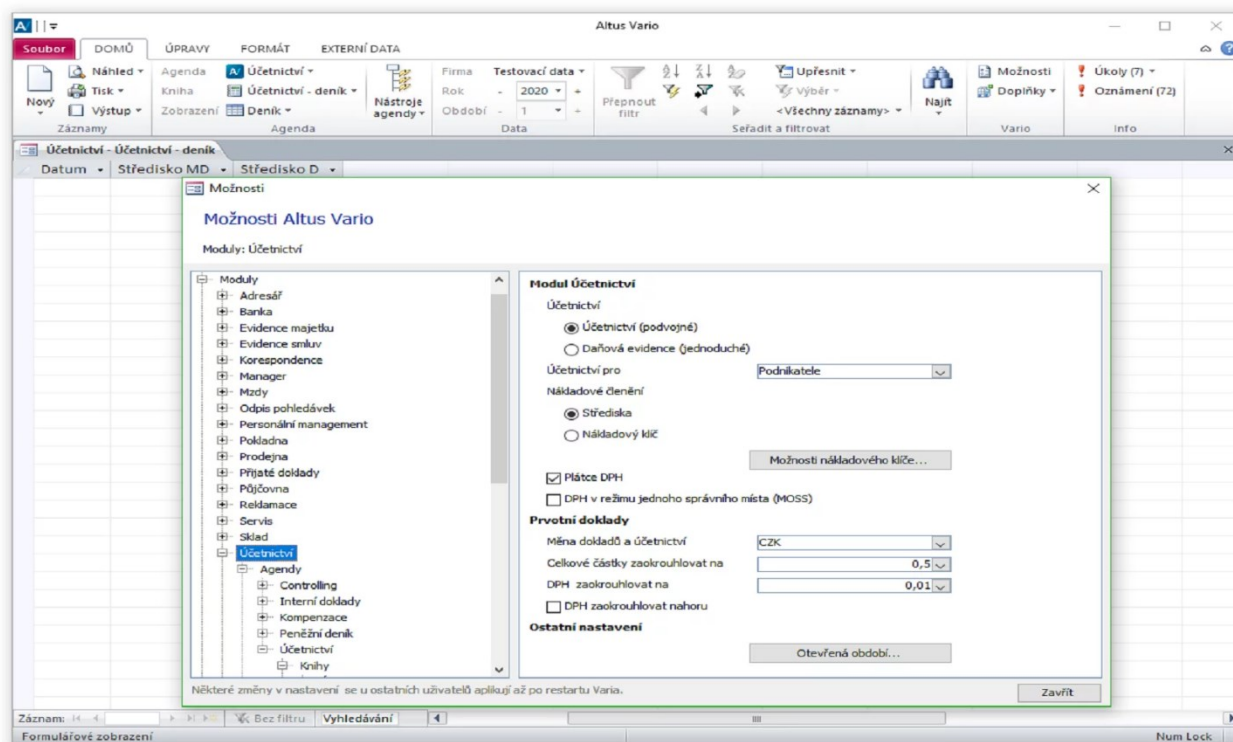 Altus Vario
Soubor DOMŮ ÚPRAVY FORMÁT EXTERNÍ DATA
Nový
Náhled
Tisk
Výstup
Záznamy
Agenda Účetnictví
Kniha Účetnictví - deník
Zobrazení Deník
Nástroje agendy
Agenda
Firma Testovací data
Rok - 2020 +
Období - 1 +
Data
Přepnout filtr
Upřesnit
Výběr
<Všechny záznamy>
Seřadit a filtrovat
Najít
Možnosti
Doplňky
Vario
Úkoly (7)
Oznámení (72)
Info
Účetnictví - Účetnictví - deník
Datum Středisko MD Středisko D
Možnosti
Možnosti Altus Vario
Moduly: Účetnictví
Moduly
Adresář
Banka
Evidence majetku
Evidence smluv
Korespondence
Manager
Mzdy
Odpis pohledávek
Personální management
Pokladna
Prodejna
Přijaté doklady
Půjčovna
Reklamace
Servis
Sklad
Účetnictví
Agendy
Controlling
Interní doklady
Kompenzace
Peněžní deník
Účetnictví
Knihy
Modul Účetnictví
Účetnictví
Účetnictví (podvojné)
Daňová evidence (jednoduché)
Účetnictví pro Podnikatele
Nákladové členění
Střediska
Nákladový klíč
Možnosti nákladového klíče...
Plátce DPH
DPH v režimu jednoho správního místa (MOSS)
Prvotní doklady
Měna dokladů a účetnictví CZK
Celkové částky zaokrouhlovat na 0,5
DPH zaokrouhlovat na 0,01
DPH zaokrouhlovat nahoru
Ostatní nastavení
Otevřená období...
Některé změny v nastavení se u ostatních uživatelů aplikují až po restartu Varia.
Zavřít
Záznam: Bez filtru Vyhledávání
Formulářové zobrazení Num Lock